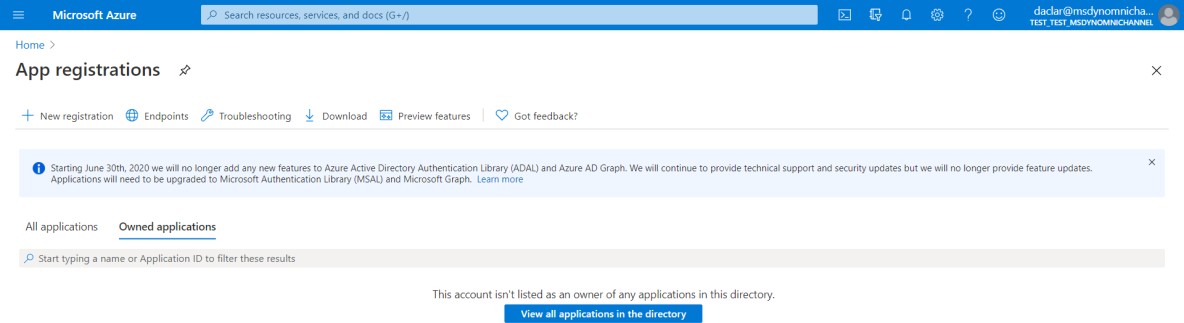 Microsoft Azure
Search resources, services, and docs (G+/)
daclar@msdynomnicha...
TEST_TEST_MSDYNOMNICHANNEL
Home
App registrations
New registration Endpoints Troubleshooting Download Preview features Got feedback?
Starting June 30th, 2020 we will no longer add any new features to Azure Active Directory Authentication Library (ADAL) and Azure AD Graph. We will continue to provide technical support and security updates but we will no longer provide feature updates.
Applications will need to be upgraded to Microsoft Authentication Library (MSAL) and Microsoft Graph. Learn more
All applications Owned applications
Start typing a name or Application ID to filter these results
This account isn't listed as an owner of any applications in this directory.
View all applications in the directory